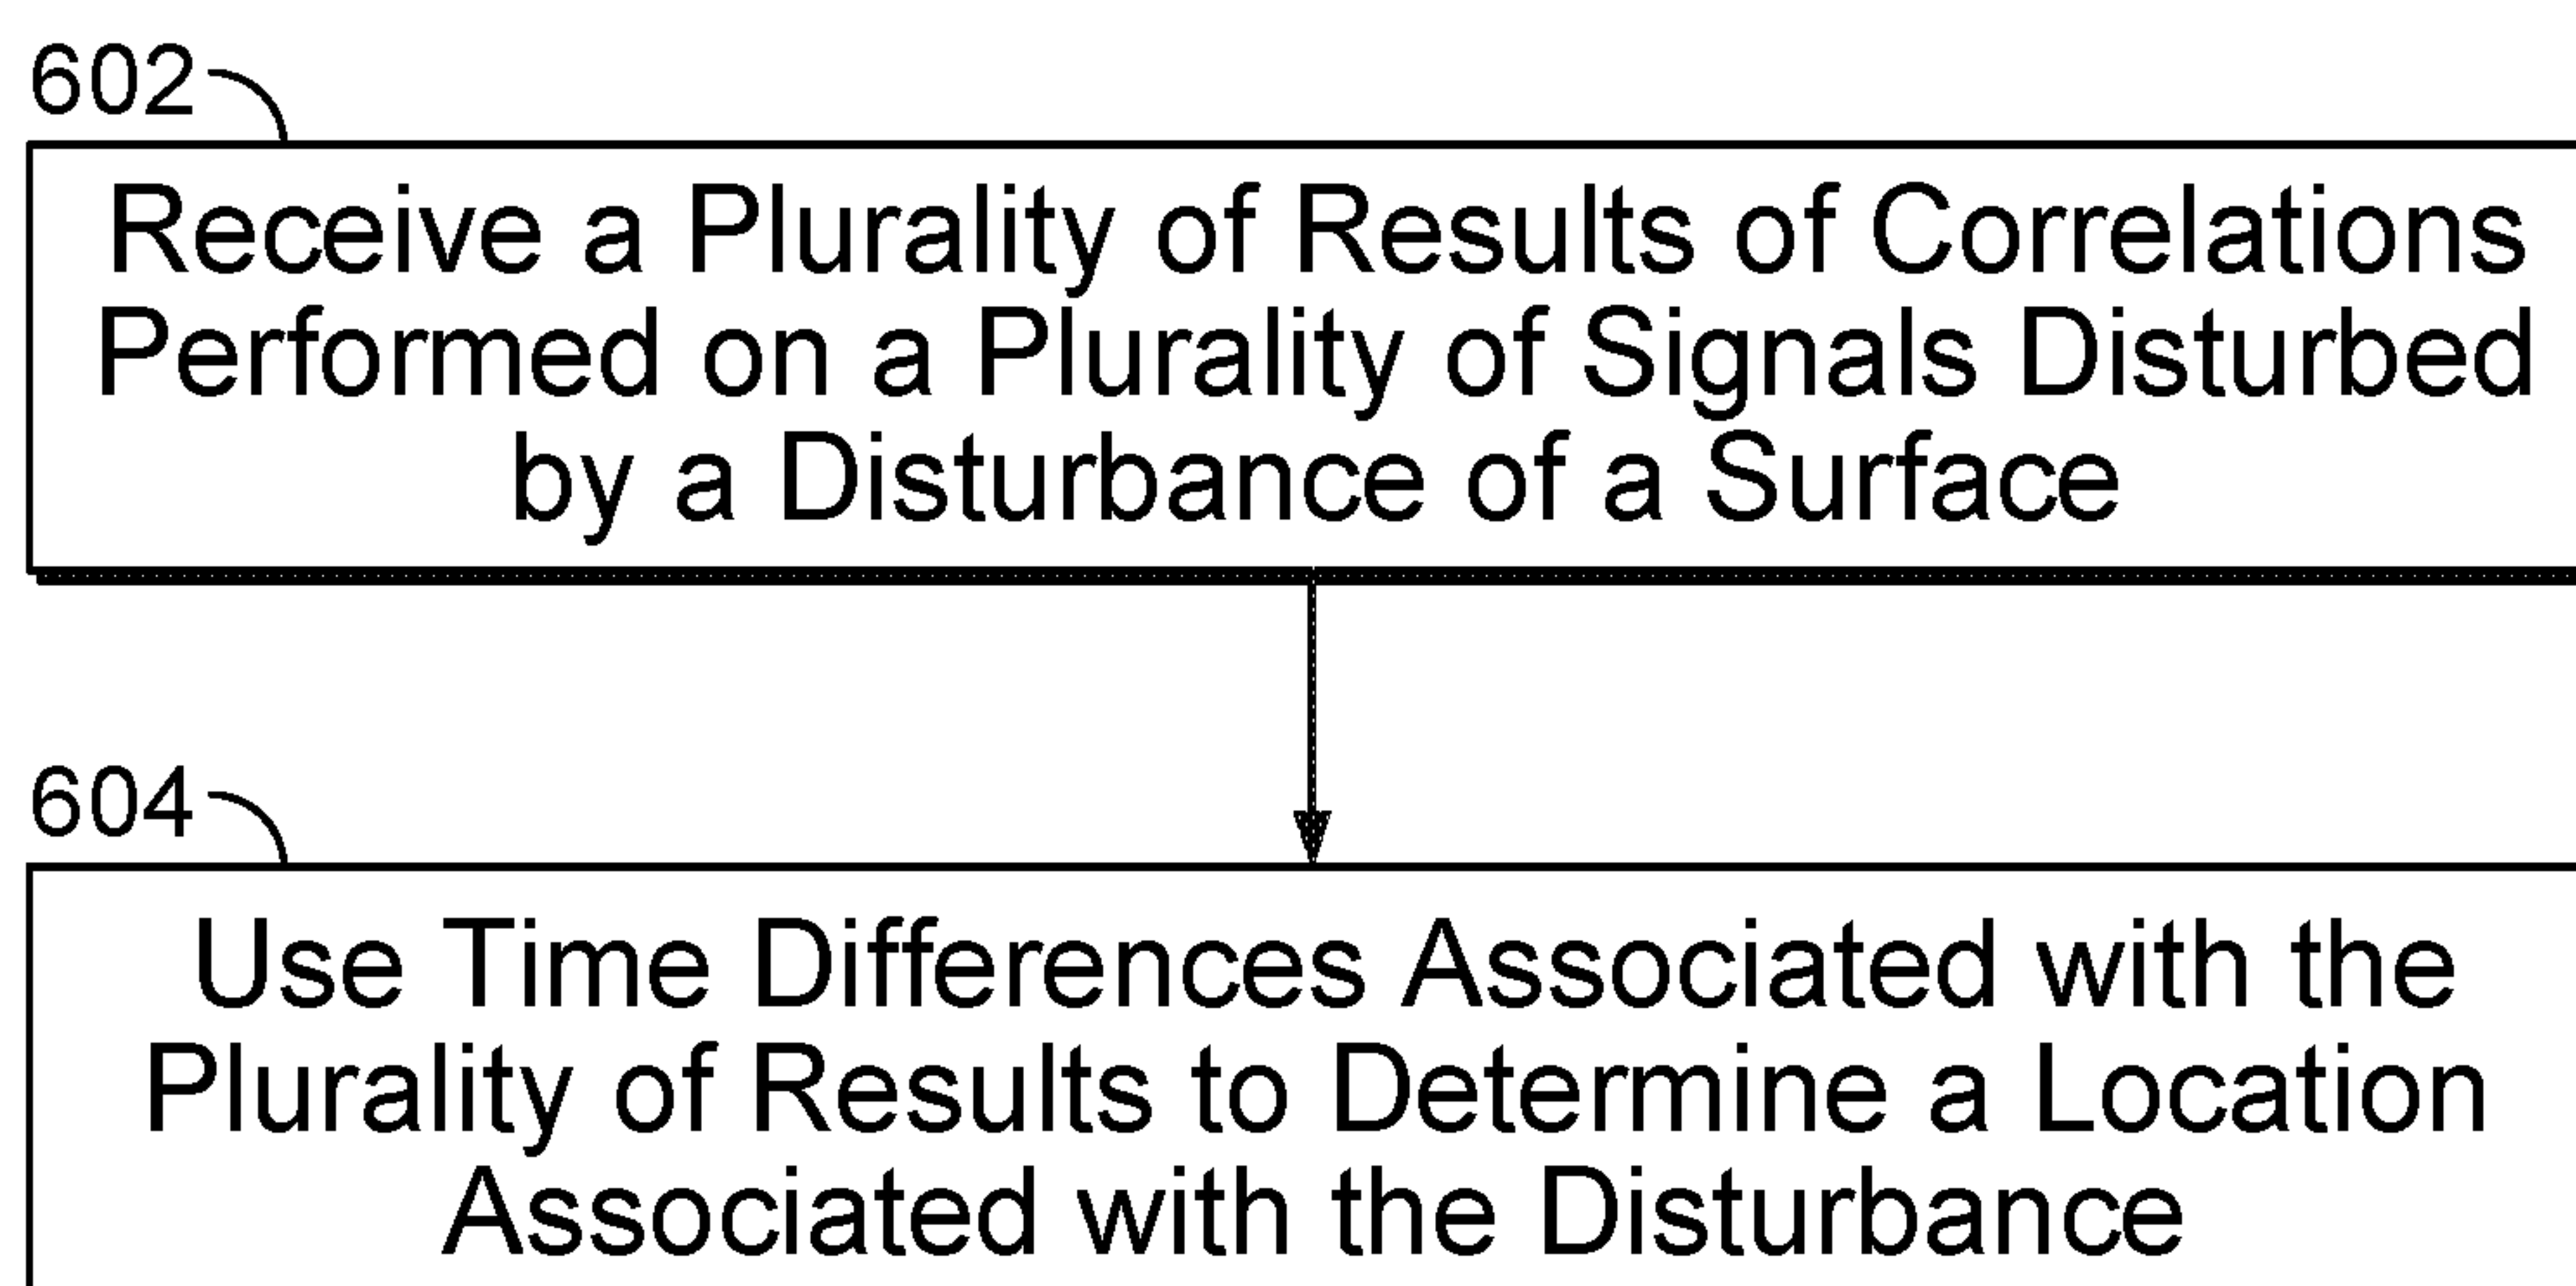 602
Receive a Plurality of Results of Correlations
Performed on a Plurality of Signals Disturbed
by a Disturbance of a Surface
604
Use Time Differences Associated with the
Plurality of Results to Determine a Location
Associated with the Disturbance